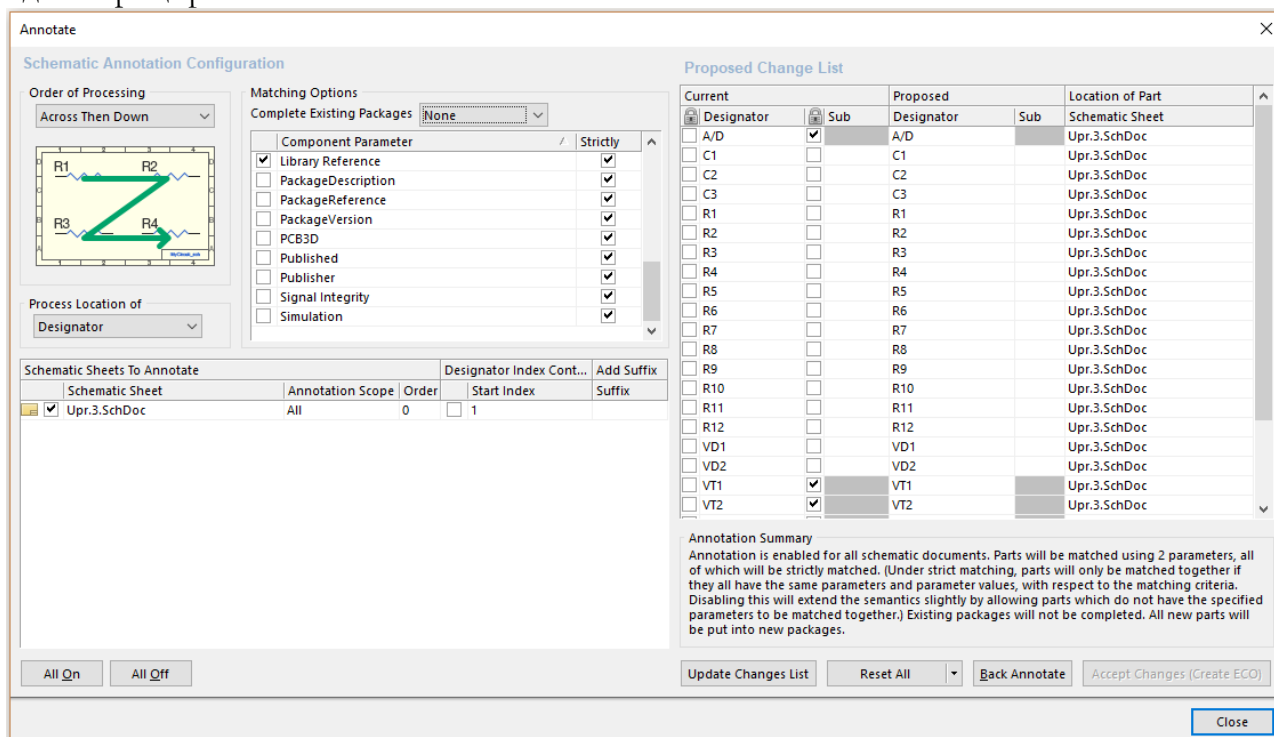 Annotate
Schematic Annotation Configuration
Order of Processing
Across Then Down
1 2 3 4
R1 R2
R3 R4
1 2 3 4
Process Location of
Designator
Matching Options
Complete Existing Packages None
Component Parameter Strictly
Library Reference
PackageDescription
PackageReference
PackageVersion
PCB3D
Published
Publisher
Signal Integrity
Simulation
Schematic Sheets To Annotate Designator Index Cont... Add Suffix
Schematic Sheet Annotation Scope Order Start Index Suffix
Upr.3.SchDoc All 0 1
All On All Off
Proposed Change List
Current Proposed Location of Part
Designator Sub Designator Sub Schematic Sheet
A/D A/D Upr.3.SchDoc
C1 C1 Upr.3.SchDoc
C2 C2 Upr.3.SchDoc
C3 C3 Upr.3.SchDoc
R1 R1 Upr.3.SchDoc
R2 R2 Upr.3.SchDoc
R3 R3 Upr.3.SchDoc
R4 R4 Upr.3.SchDoc
R5 R5 Upr.3.SchDoc
R6 R6 Upr.3.SchDoc
R7 R7 Upr.3.SchDoc
R8 R8 Upr.3.SchDoc
R9 R9 Upr.3.SchDoc
R10 R10 Upr.3.SchDoc
R11 R11 Upr.3.SchDoc
R12 R12 Upr.3.SchDoc
VD1 VD1 Upr.3.SchDoc
VD2 VD2 Upr.3.SchDoc
VT1 VT1 Upr.3.SchDoc
VT2 VT2 Upr.3.SchDoc
Annotation Summary
Annotation is enabled for all schematic documents. Parts will be matched using 2 parameters, all
of which will be strictly matched. (Under strict matching, parts will only be matched together if
they all have the same parameters and parameter values, with respect to the matching criteria.
Disabling this will extend the semantics slightly by allowing parts which do not have the specified
parameters to be matched together.) Existing packages will not be completed. All new parts will
be put into new packages.
Update Changes List Reset All Back Annotate Accept Changes (Create ECO)
Close